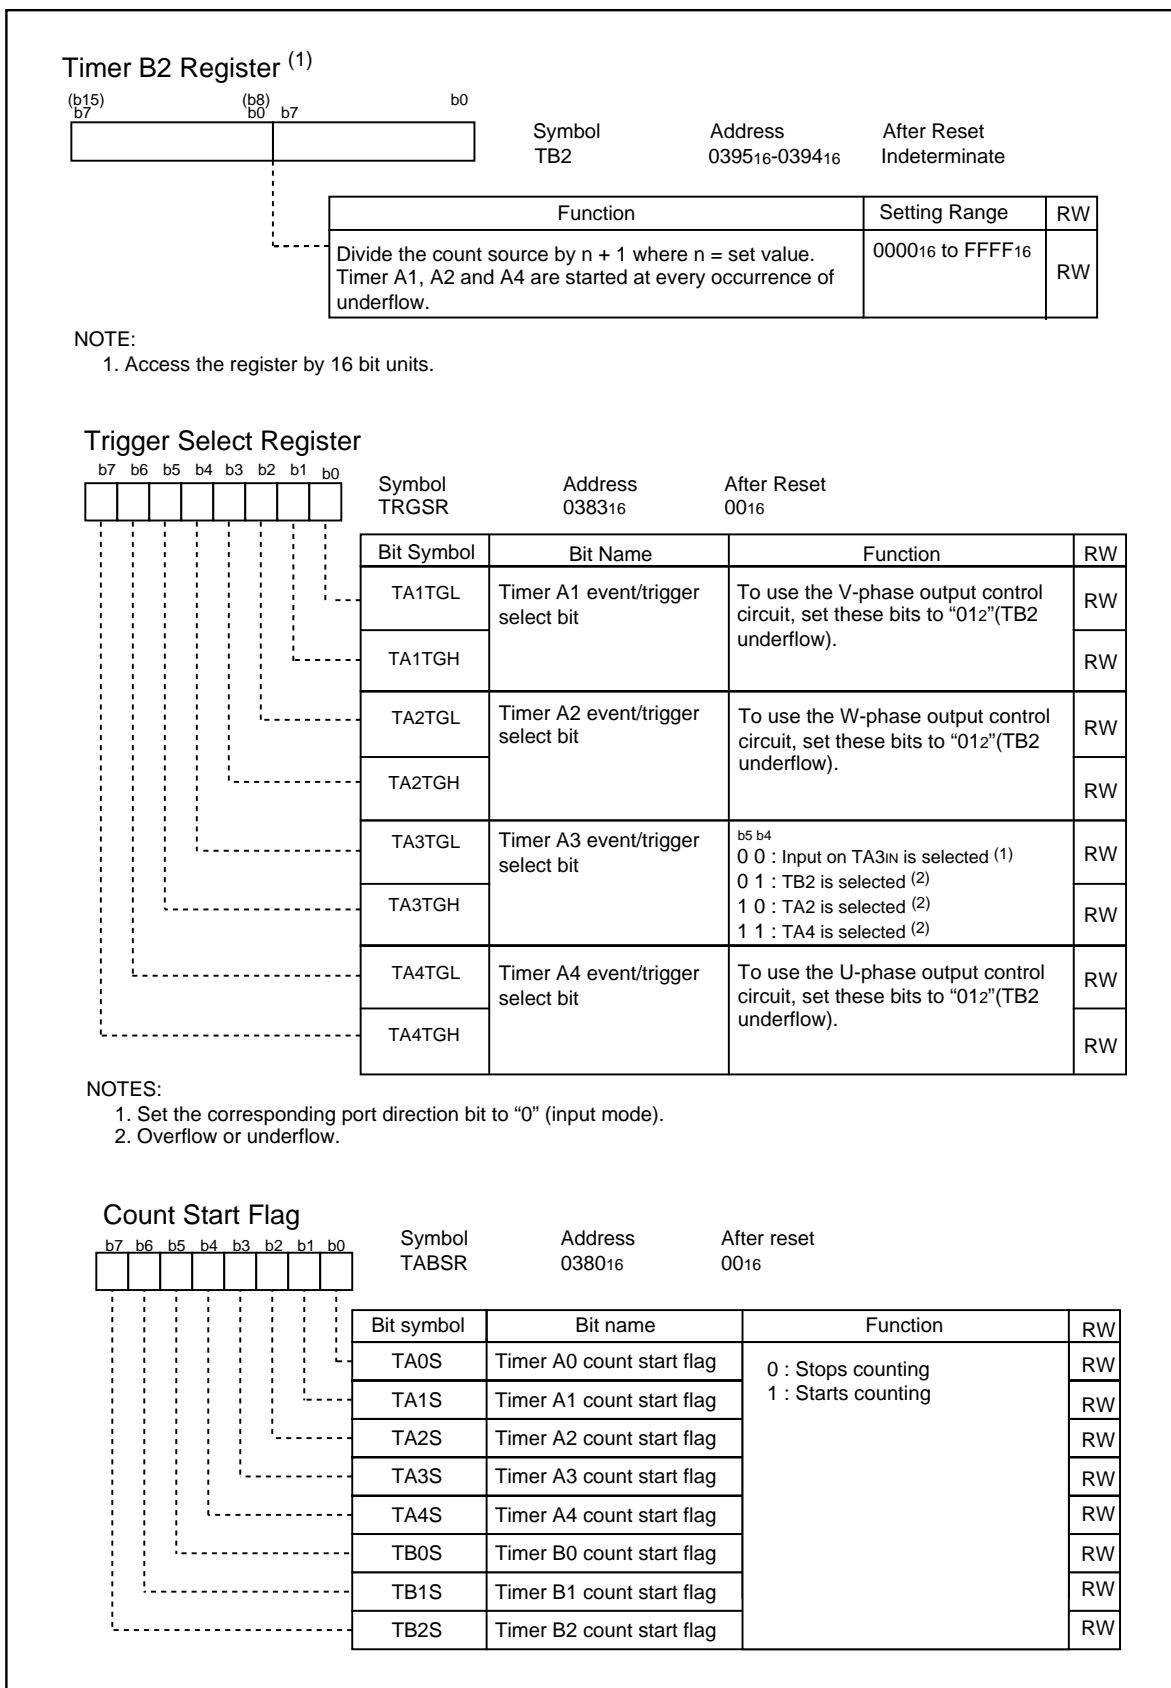 Timer B2 Register (1)
(b15) (b8)
b7 b0 b7 b0
Symbol Address After Reset
TB2 039516-039416 Indeterminate
Function Setting Range RW
Divide the count source by n + 1 where n = set value.
Timer A1, A2 and A4 are started at every occurrence of
underflow.
000016 to FFFF16
RW
NOTE:
1. Access the register by 16 bit units.
Trigger Select Register
b7 b6 b5 b4 b3 b2 b1 b0
Symbol Address After Reset
TRGSR 038316 0016
Bit Symbol Bit Name Function RW
TA1TGL
Timer A1 event/trigger
select bit
To use the V-phase output control
circuit, set these bits to “012”(TB2
underflow).
RW
TA1TGH
RW
TA2TGL
Timer A2 event/trigger
select bit
To use the W-phase output control
circuit, set these bits to “012”(TB2
underflow).
RW
TA2TGH
RW
TA3TGL
Timer A3 event/trigger
select bit
b5 b4
0 0 : Input on TA3IN is selected (1)
0 1 : TB2 is selected (2)
1 0 : TA2 is selected (2)
1 1 : TA4 is selected (2)
RW
TA3TGH
RW
TA4TGL
Timer A4 event/trigger
select bit
To use the U-phase output control
circuit, set these bits to “012”(TB2
underflow).
RW
TA4TGH
RW
NOTES:
1. Set the corresponding port direction bit to “0” (input mode).
2. Overflow or underflow.
Count Start Flag
b7 b6 b5 b4 b3 b2 b1 b0
Symbol Address After reset
TABSR 038016 0016
Bit symbol Bit name Function RW
TA0S Timer A0 count start flag RW
0 : Stops counting
1 : Starts counting
TA1S Timer A1 count start flag RW
TA2S Timer A2 count start flag RW
TA3S Timer A3 count start flag RW
TA4S Timer A4 count start flag RW
TB0S Timer B0 count start flag RW
TB1S Timer B1 count start flag RW
TB2S Timer B2 count start flag RW